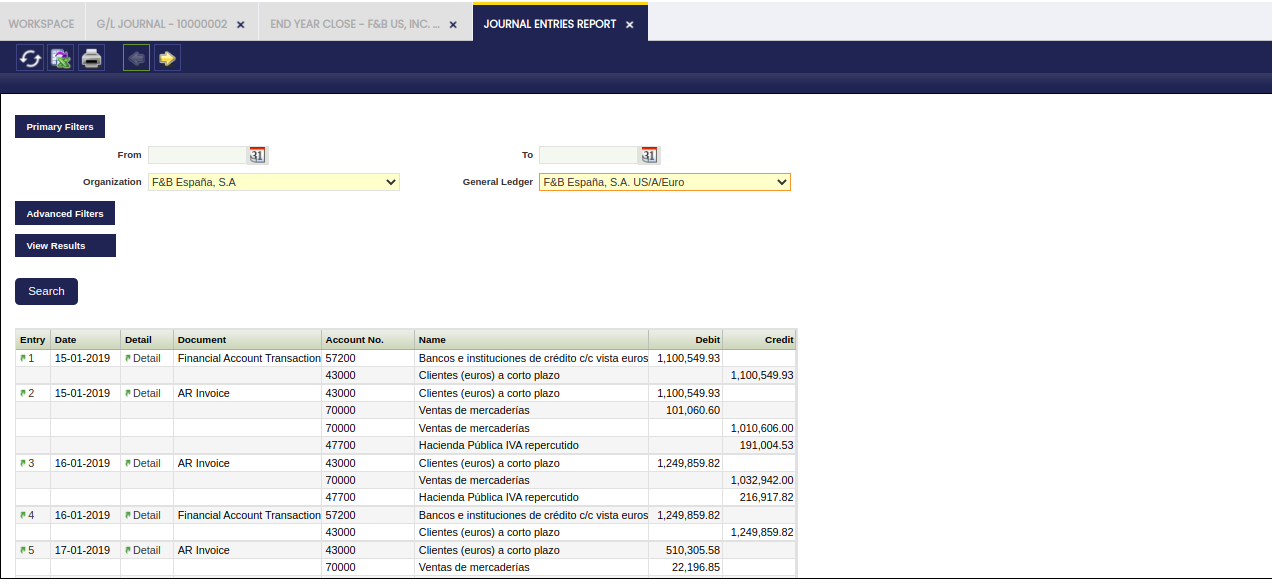 WORKSPACE G/L JOURNAL - 10000002 × END YEAR CLOSE - F&B US, INC. ... × JOURNAL ENTRIES REPORT ×
Primary Filters
From 31 To 31
Organization F&B España, S.A General Ledger F&B España, S.A. US/A/Euro
Advanced Filters
View Results
Search
Entry Date Detail Document Account No. Name Debit Credit
1 15-01-2019 Detail Financial Account Transaction 57200 Bancos e instituciones de crédito c/c vista euros 1,100,549.93
43000 Clientes (euros) a corto plazo 1,100,549.93
2 15-01-2019 Detail AR Invoice 43000 Clientes (euros) a corto plazo 1,100,549.93
70000 Ventas de mercaderías 101,060.60
70000 Ventas de mercaderías 1,010,606.00
47700 Hacienda Pública IVA repercutido 191,004.53
3 16-01-2019 Detail AR Invoice 43000 Clientes (euros) a corto plazo 1,249,859.82
70000 Ventas de mercaderías 1,032,942.00
47700 Hacienda Pública IVA repercutido 216,917.82
4 16-01-2019 Detail Financial Account Transaction 57200 Bancos e instituciones de crédito c/c vista euros 1,249,859.82
43000 Clientes (euros) a corto plazo 1,249,859.82
5 17-01-2019 Detail AR Invoice 43000 Clientes (euros) a corto plazo 510,305.58
70000 Ventas de mercaderías 22,196.85